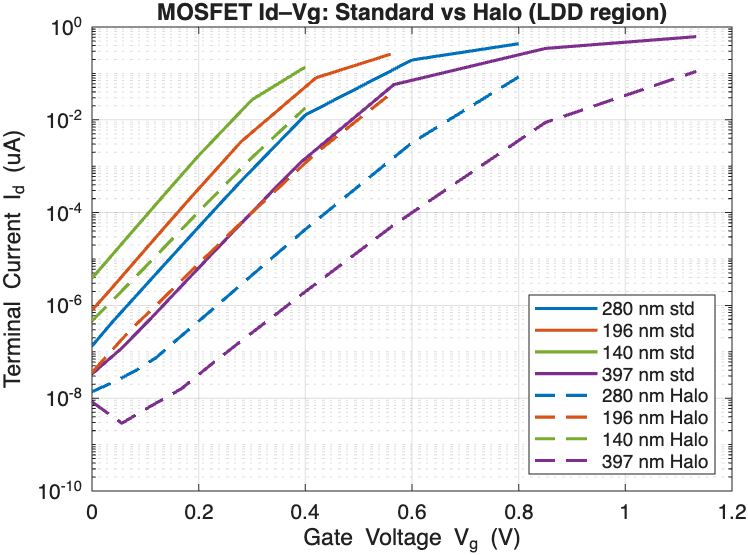 MOSFET Id–Vg: Standard vs Halo (LDD region)
10⁰
10⁻²
10⁻⁴
10⁻⁶
10⁻⁸
10⁻¹⁰
Terminal Current I_d (uA)
0 0.2 0.4 0.6 0.8 1 1.2
Gate Voltage V_g (V)
280 nm std
196 nm std
140 nm std
397 nm std
280 nm Halo
196 nm Halo
140 nm Halo
397 nm Halo